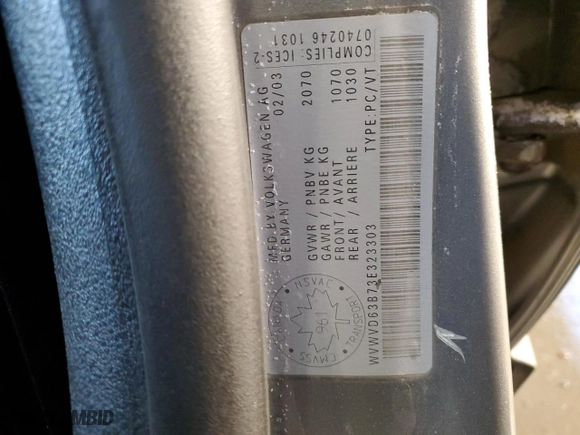 MFD BY VOLKSWAGEN AG
GERMANY 02/03
GVWR / PNBV KG 2070
GAWR / PNBE KG
FRONT/ AVANT 1070
REAR / ARRIERE 1030
WVWVD63B73E323303 TYPE:PC/VT
COMPLIES: ICES-2
0740246 1031
NSVAC
TRANSPORT
CMVSS
961